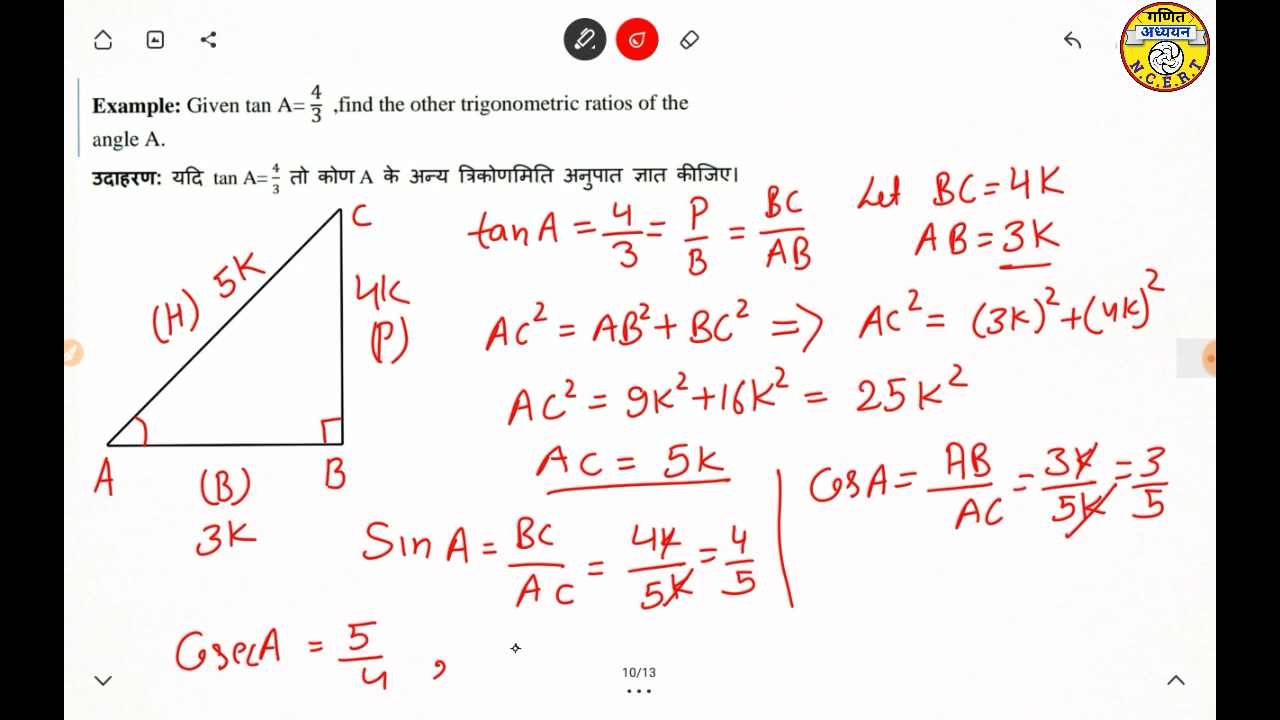 गणित
अध्ययन
N.C.E.R.T
Example: Given tan A= 4/3 ,find the other trigonometric ratios of the
angle A.
उदाहरण: यदि tan A= 4/3 तो कोण A के अन्य त्रिकोणमिति अनुपात ज्ञात कीजिए।
tan A = 4/3 = P/B = BC/AB
Let BC = 4K
AB = 3K
C
(H) 5K
4K
(P)
A
(B)
B
3K
AC² = AB² + BC² => AC² = (3K)² + (4K)²
AC² = 9K² + 16K² = 25K²
AC = 5K
Sin A = BC/AC = 4K/5K = 4/5
Cos A = AB/AC = 3K/5K = 3/5
Cosec A = 5/4 ,
10/13